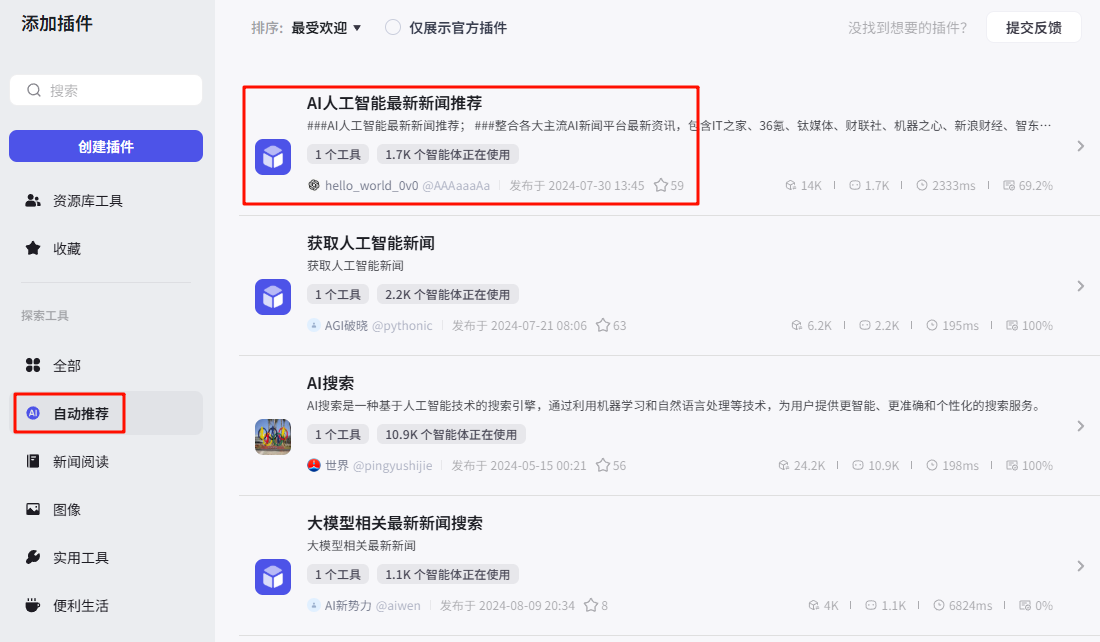 添加插件
搜索
创建插件
资源库工具
收藏
探索工具
全部
AI 自动推荐
新闻阅读
图像
实用工具
便利生活
排序: 最受欢迎 仅展示官方插件 没找到想要的插件？ 提交反馈
AI人工智能最新新闻推荐
###AI人工智能最新新闻推荐； ###整合各大主流AI新闻平台最新资讯，包含IT之家、36氪、钛媒体、财联社、机器之心、新浪财经、智东…
1 个工具 1.7K 个智能体正在使用
hello_world_0v0 @AAAaaaAa 发布于 2024-07-30 13:45 59 14K 1.7K 2333ms 69.2%
获取人工智能新闻
获取人工智能新闻
1 个工具 2.2K 个智能体正在使用
AGI破晓 @pythonic 发布于 2024-07-21 08:06 63 6.2K 2.2K 195ms 100%
AI搜索
AI搜索是一种基于人工智能技术的搜索引擎，通过利用机器学习和自然语言处理等技术，为用户提供更智能、更准确和个性化的搜索服务。
1 个工具 10.9K 个智能体正在使用
世界 @pingyushijie 发布于 2024-05-15 00:21 56 24.2K 10.9K 198ms 100%
大模型相关最新新闻搜索
大模型相关最新新闻
1 个工具 1.1K 个智能体正在使用
AI新势力 @aiwen 发布于 2024-08-09 20:34 8 4K 1.1K 6824ms 0%